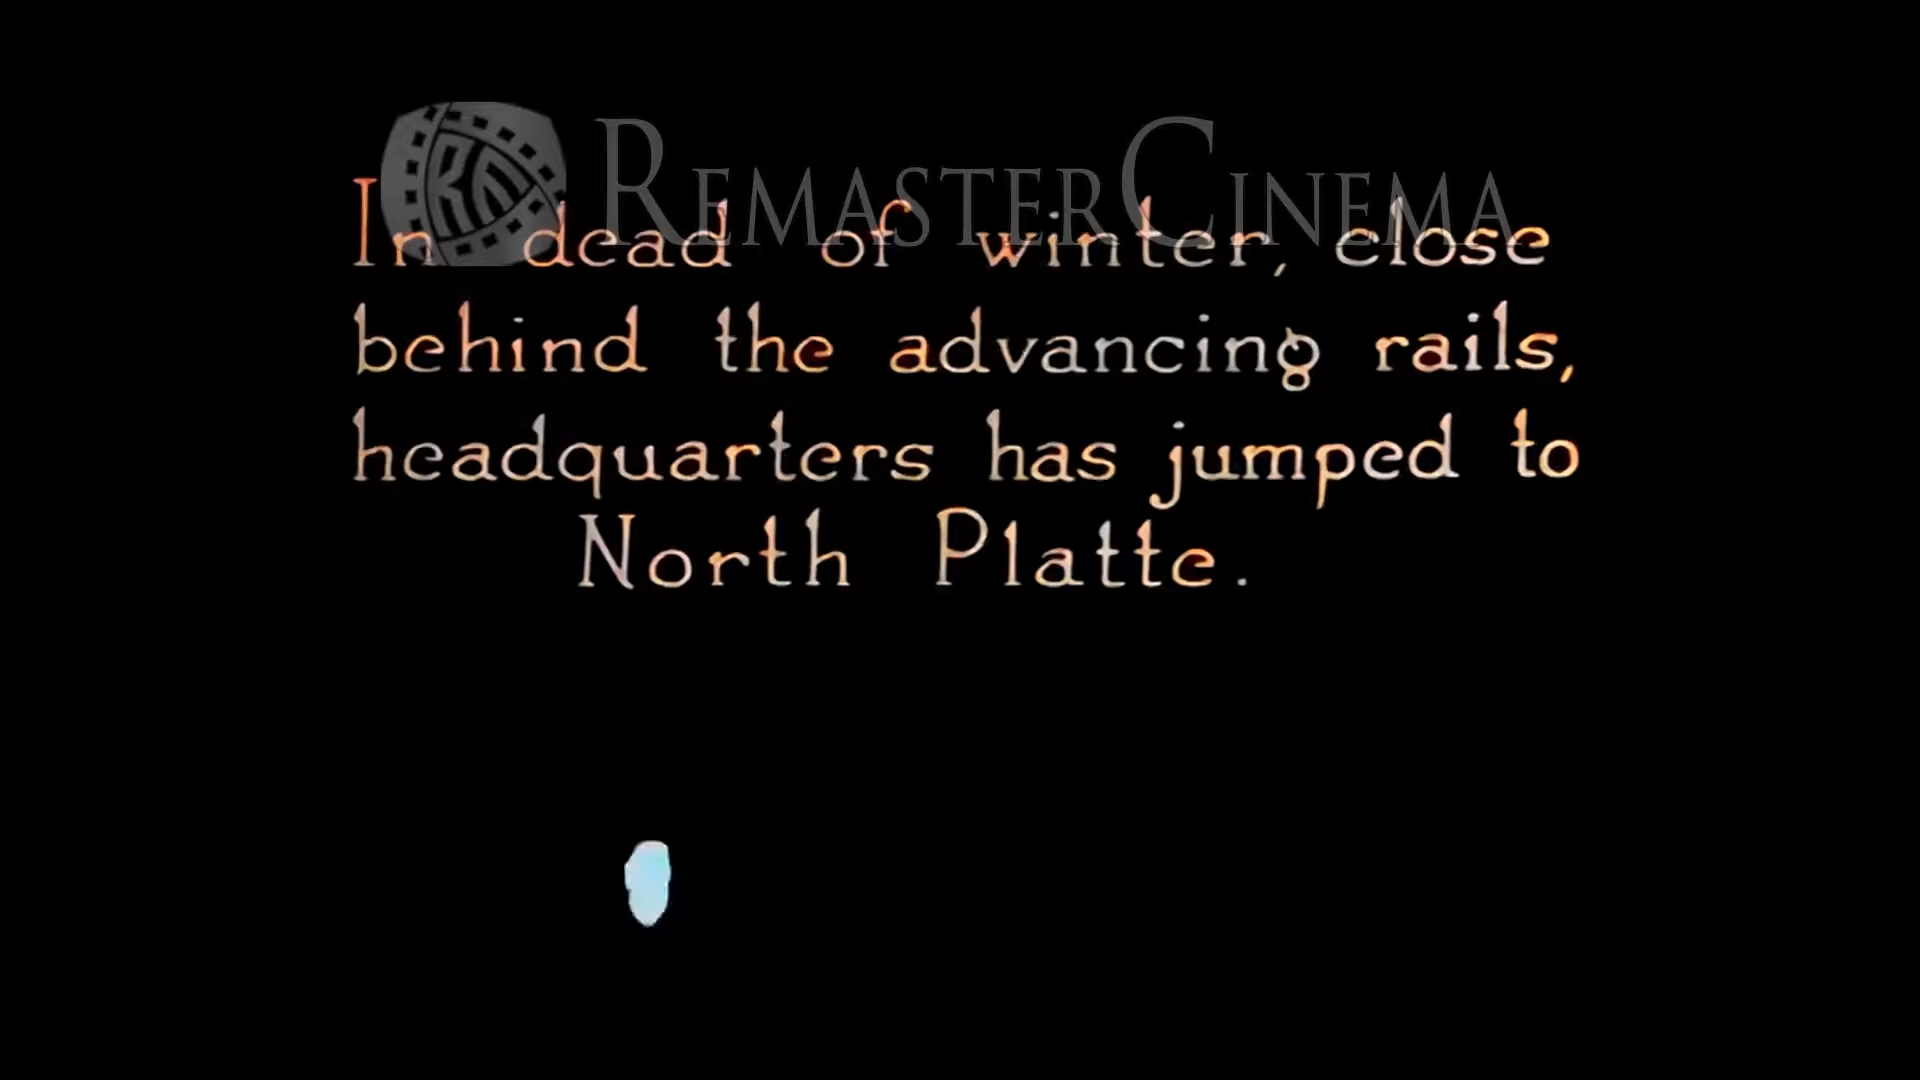 REMASTERCINEMA
In dead of winter, close
behind the advancing rails,
headquarters has jumped to
North Platte.